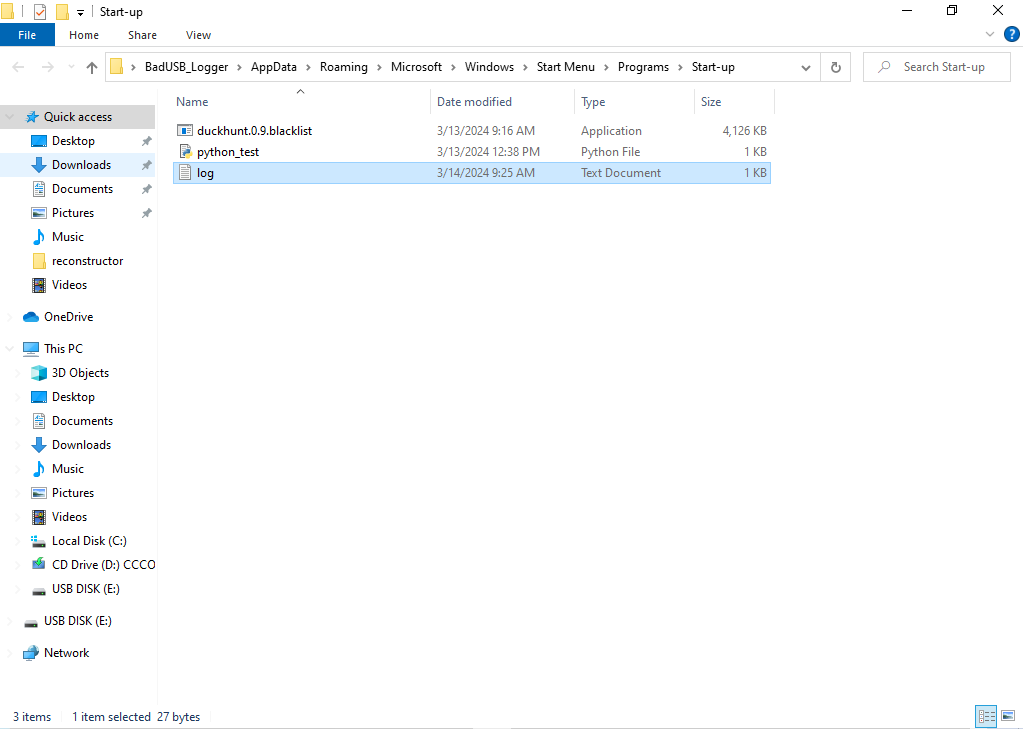 Start-up
File Home Share View
BadUSB_Logger AppData Roaming Microsoft Windows Start Menu Programs Start-up Search Start-up
Name Date modified Type Size
duckhunt.0.9.blacklist 3/13/2024 9:16 AM Application 4,126 KB
python_test 3/13/2024 12:38 PM Python File 1 KB
log 3/14/2024 9:25 AM Text Document 1 KB
Quick access
Desktop
Downloads
Documents
Pictures
Music
reconstructor
Videos
OneDrive
This PC
3D Objects
Desktop
Documents
Downloads
Music
Pictures
Videos
Local Disk (C:)
CD Drive (D:) CCCO
USB DISK (E:)
USB DISK (E:)
Network
3 items 1 item selected 27 bytes